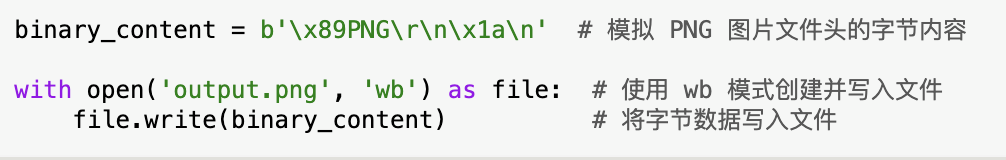 binary_content = b'\x89PNG\r\n\x1a\n'  # 模拟 PNG 图片文件头的字节内容
with open('output.png', 'wb') as file:  # 使用 wb 模式创建并写入文件
    file.write(binary_content)          # 将字节数据写入文件